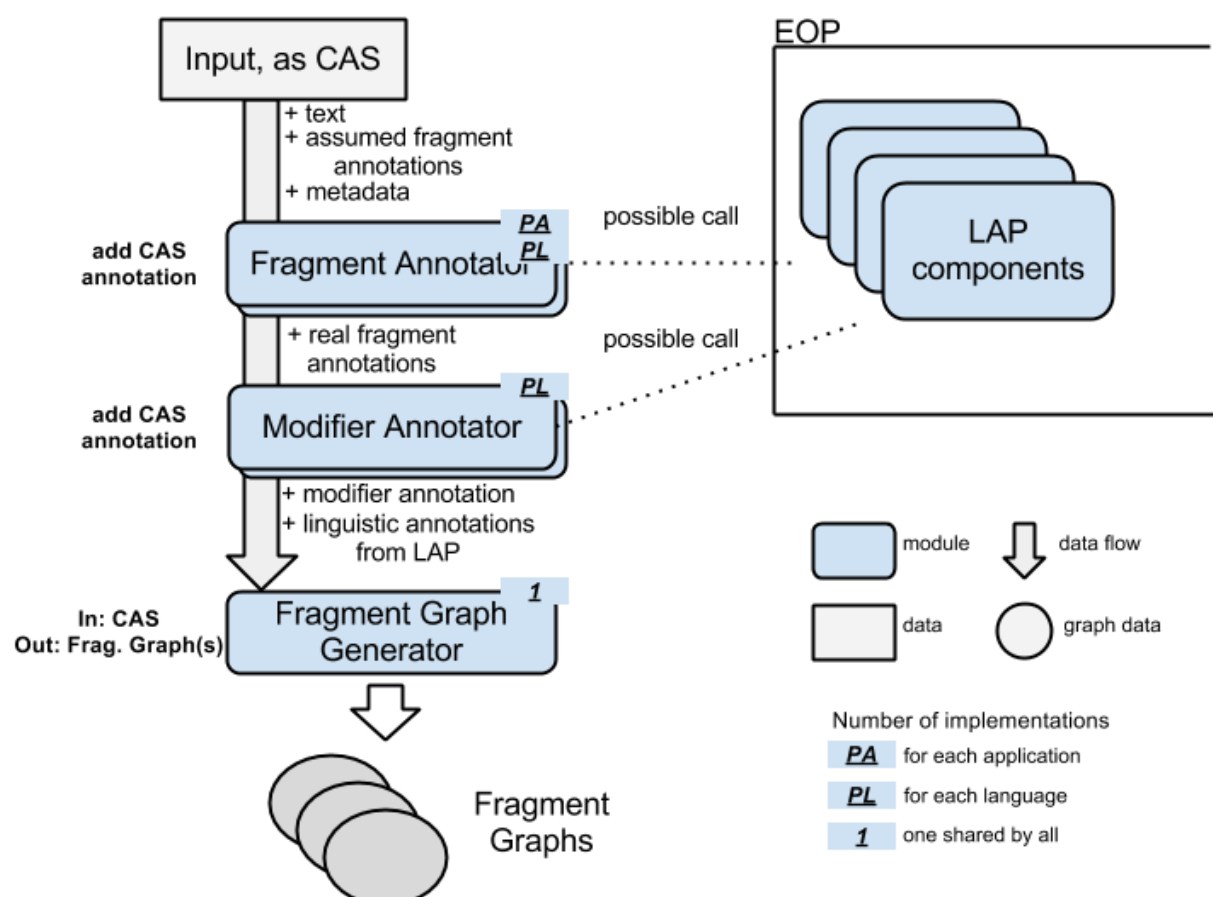 Input, as CAS
EOP
+ text
+ assumed fragment
annotations
+ metadata
PA
PL
possible call
add CAS
annotation
Fragment Annotator
LAP
components
+ real fragment
annotations
possible call
PL
add CAS
annotation
Modifier Annotator
+ modifier annotation
+ linguistic annotations
from LAP
module
data flow
1
In: CAS
Out: Frag. Graph(s)
Fragment Graph
Generator
data
graph data
Number of implementations
PA for each application
PL for each language
1 one shared by all
Fragment
Graphs